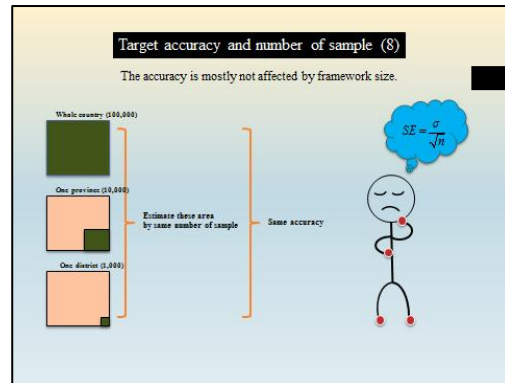 Target accuracy and number of sample (8)
The accuracy is mostly not affected by framework size.
Whole country (100,000)
One province (10,000)
One district (1,000)
Estimate these area
by same number of sample
Same accuracy
SE = σ/√n